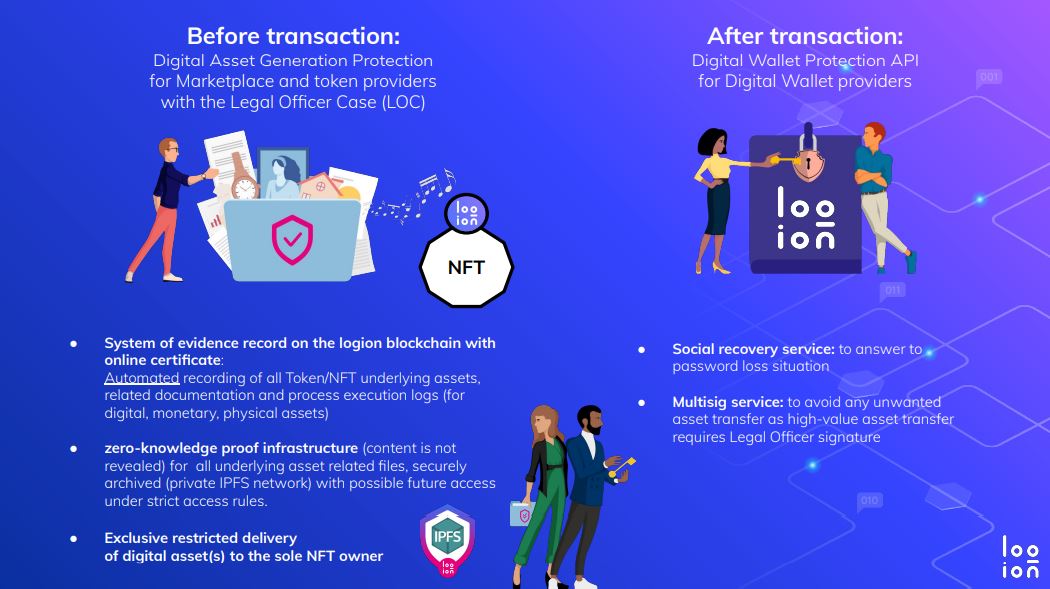 Before transaction:
Digital Asset Generation Protection
for Marketplace and token providers
with the Legal Officer Case (LOC)
loo
ion
NFT
● System of evidence record on the logion blockchain with
online certificate:
Automated recording of all Token/NFT underlying assets,
related documentation and process execution logs (for
digital, monetary, physical assets)
● zero-knowledge proof infrastructure (content is not
revealed) for all underlying asset related files, securely
archived (private IPFS network) with possible future access
under strict access rules.
● Exclusive restricted delivery
of digital asset(s) to the sole NFT owner
IPFS
loo
ion
After transaction:
Digital Wallet Protection API
for Digital Wallet providers
001
loo
ion
011
● Social recovery service: to answer to
password loss situation
● Multisig service: to avoid any unwanted
asset transfer as high-value asset transfer
requires Legal Officer signature
010
loo
ion